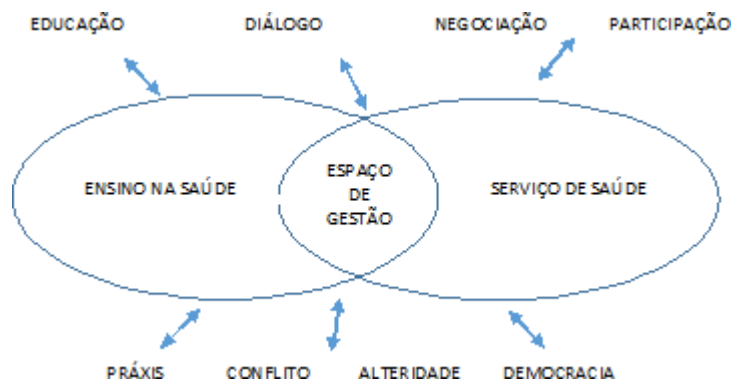 EDUCAÇÃO DIÁLOGO NEGOCIAÇÃO PARTICIPAÇÃO
ENSINO NA SAÚDE
ESPAÇO
DE
GESTÃO
SERVIÇO DE SAÚDE
PRÁXIS CONFLITO ALTERIDADE DEMOCRACIA